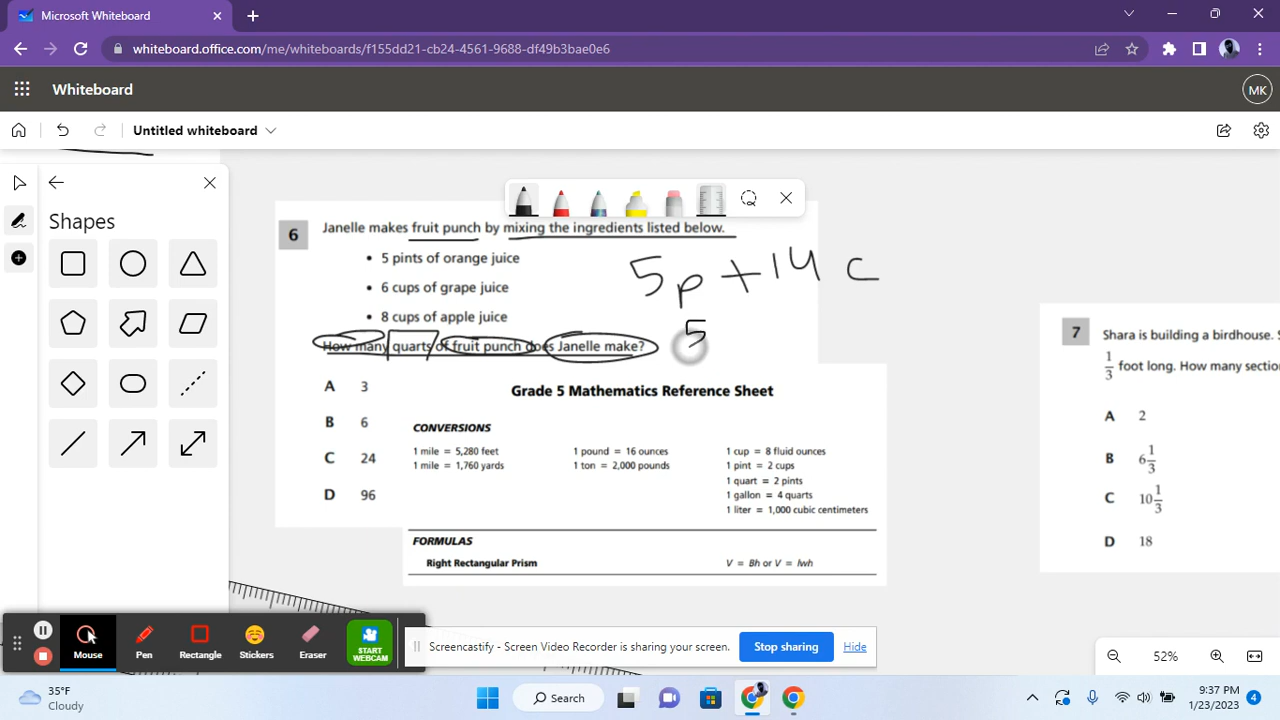 Microsoft Whiteboard
whiteboard.office.com/me/whiteboards/f155dd21-cb24-4561-9688-df49b3bae0e6
Whiteboard
MK
Untitled whiteboard
Shapes
6
Janelle makes fruit punch by mixing the ingredients listed below.
• 5 pints of orange juice
• 6 cups of grape juice
• 8 cups of apple juice
How many quarts of fruit punch does Janelle make?
A 3
B 6
C 24
D 96
5p + 14 c
5
Grade 5 Mathematics Reference Sheet
CONVERSIONS
1 mile = 5,280 feet
1 mile = 1,760 yards
1 pound = 16 ounces
1 ton = 2,000 pounds
1 cup = 8 fluid ounces
1 pint = 2 cups
1 quart = 2 pints
1 gallon = 4 quarts
1 liter = 1,000 cubic centimeters
FORMULAS
Right Rectangular Prism V = Bh or V = lwh
7
Shara is building a birdhouse. S
1/3 foot long. How many section
A 2
B 6 1/3
C 10 1/3
D 18
Mouse
Pen
Rectangle
Stickers
Eraser
START WEBCAM
Screencastify - Screen Video Recorder is sharing your screen.
Stop sharing
Hide
52%
35°F
Cloudy
Search
9:37 PM
1/23/2023
4